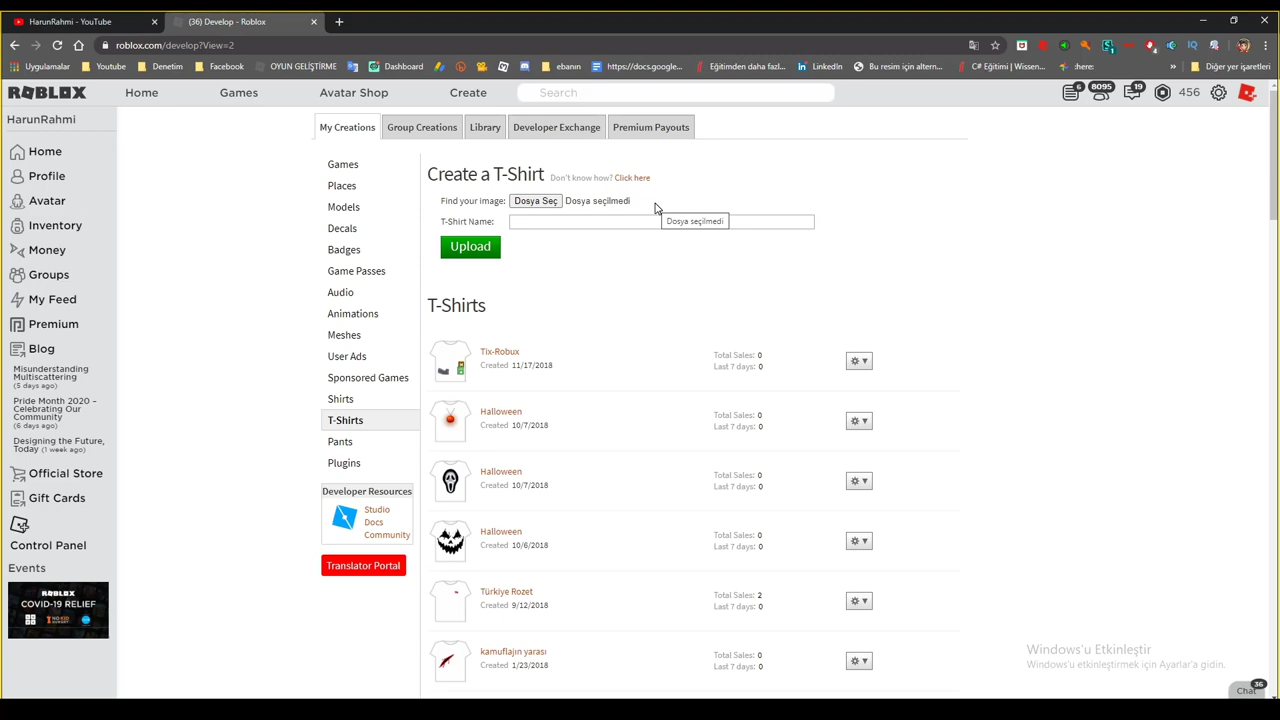 HarunRahmi - YouTube
(36) Develop - Roblox
roblox.com/develop?View=2
Uygulamalar
Youtube
Denetim
Facebook
OYUN GELİŞTİRME
Dashboard
https://docs.google...
Eğitimden daha fazl...
LinkedIn
Bu resim için altern...
C# Eğitimi | Wissen...
:here:
Diğer yer işaretleri
ebanın
ROBLOX
Home
Games
Avatar Shop
Create
Search
6
8095
19
456
HarunRahmi
Home
Profile
Avatar
Inventory
Money
Groups
My Feed
Premium
Blog
Misunderstanding
Multiscattering
(5 days ago)
Pride Month 2020 –
Celebrating Our
Community
(6 days ago)
Designing the Future,
Today (1 week ago)
Official Store
Gift Cards
Control Panel
Events
ROBLOX
COVID-19 RELIEF
NO KID HUNGRY
My Creations
Group Creations
Library
Developer Exchange
Premium Payouts
Games
Places
Models
Decals
Badges
Game Passes
Audio
Animations
Meshes
User Ads
Sponsored Games
Shirts
T-Shirts
Pants
Plugins
Developer Resources
Studio
Docs
Community
Translator Portal
Create a T-Shirt
Don't know how? Click here
Find your image: Dosya Seç Dosya seçilmedi
T-Shirt Name:
Dosya seçilmedi
Upload
T-Shirts
Tix-Robux
Created 11/17/2018
Total Sales: 0
Last 7 days: 0
Halloween
Created 10/7/2018
Total Sales: 0
Last 7 days: 0
Halloween
Created 10/7/2018
Total Sales: 0
Last 7 days: 0
Halloween
Created 10/6/2018
Total Sales: 0
Last 7 days: 0
Türkiye Rozet
Created 9/12/2018
Total Sales: 2
Last 7 days: 0
kamuflajın yarası
Created 1/23/2018
Total Sales: 0
Last 7 days: 0
Windows'u Etkinleştir
Windows'u etkinleştirmek için Ayarlar'a gidin.
Chat
36